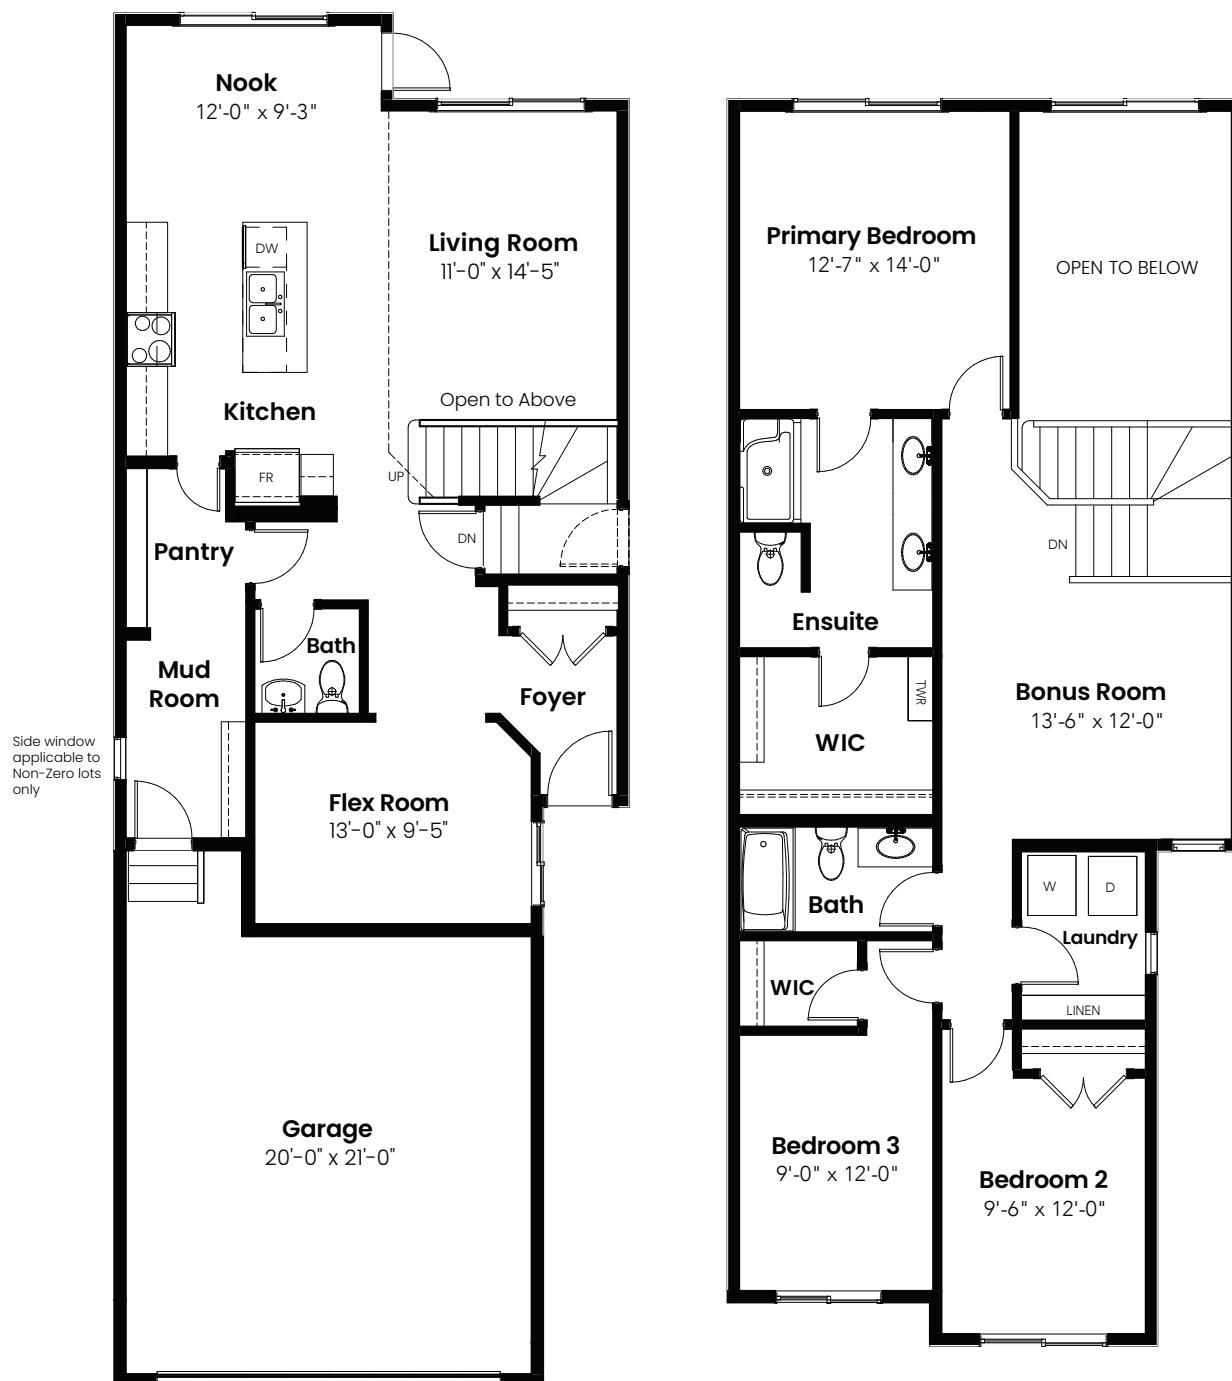 Nook
12'-0" x 9'-3"
DW
Living Room
11'-0" x 14'-5"
Kitchen
Open to Above
FR
UP
Pantry
DN
Bath
Mud
Room
Foyer
Side window
applicable to
Non-Zero lots
only
Flex Room
13'-0" x 9'-5"
Garage
20'-0" x 21'-0"
Primary Bedroom
12'-7" x 14'-0"
OPEN TO BELOW
DN
Ensuite
TWR
WIC
Bonus Room
13'-6" x 12'-0"
Bath
W
D
Laundry
WIC
LINEN
Bedroom 3
9'-0" x 12'-0"
Bedroom 2
9'-6" x 12'-0"